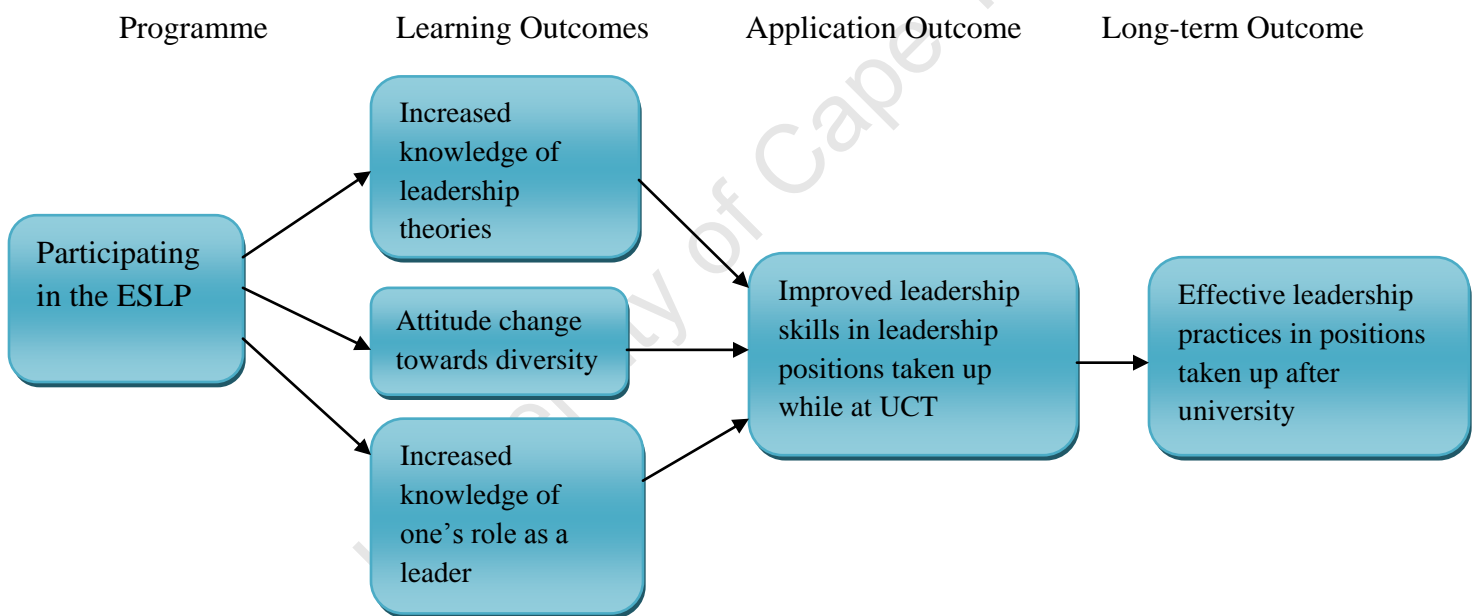 Programme
Learning Outcomes
Application Outcome
Long-term Outcome
Participating
in the ESLP
Increased
knowledge of
leadership
theories
Attitude change
towards diversity
Increased
knowledge of
one's role as a
leader
Improved leadership
skills in leadership
positions taken up
while at UCT
Effective leadership
practices in positions
taken up after
university
of Cape